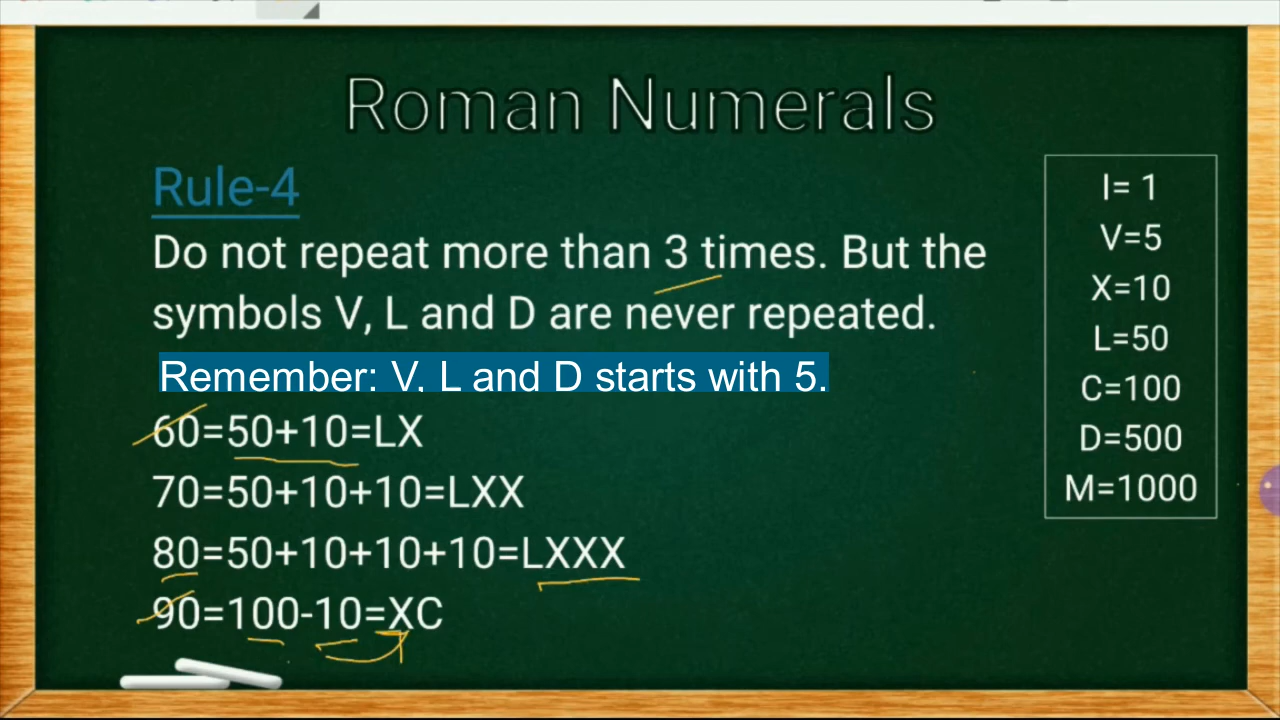 Roman Numerals
Rule-4
Do not repeat more than 3 times. But the
symbols V, L and D are never repeated.
Remember: V, L and D starts with 5.
60=50+10=LX
70=50+10+10=LXX
80=50+10+10+10=LXXX
90=100-10=XC
I= 1
V=5
X=10
L=50
C=100
D=500
M=1000